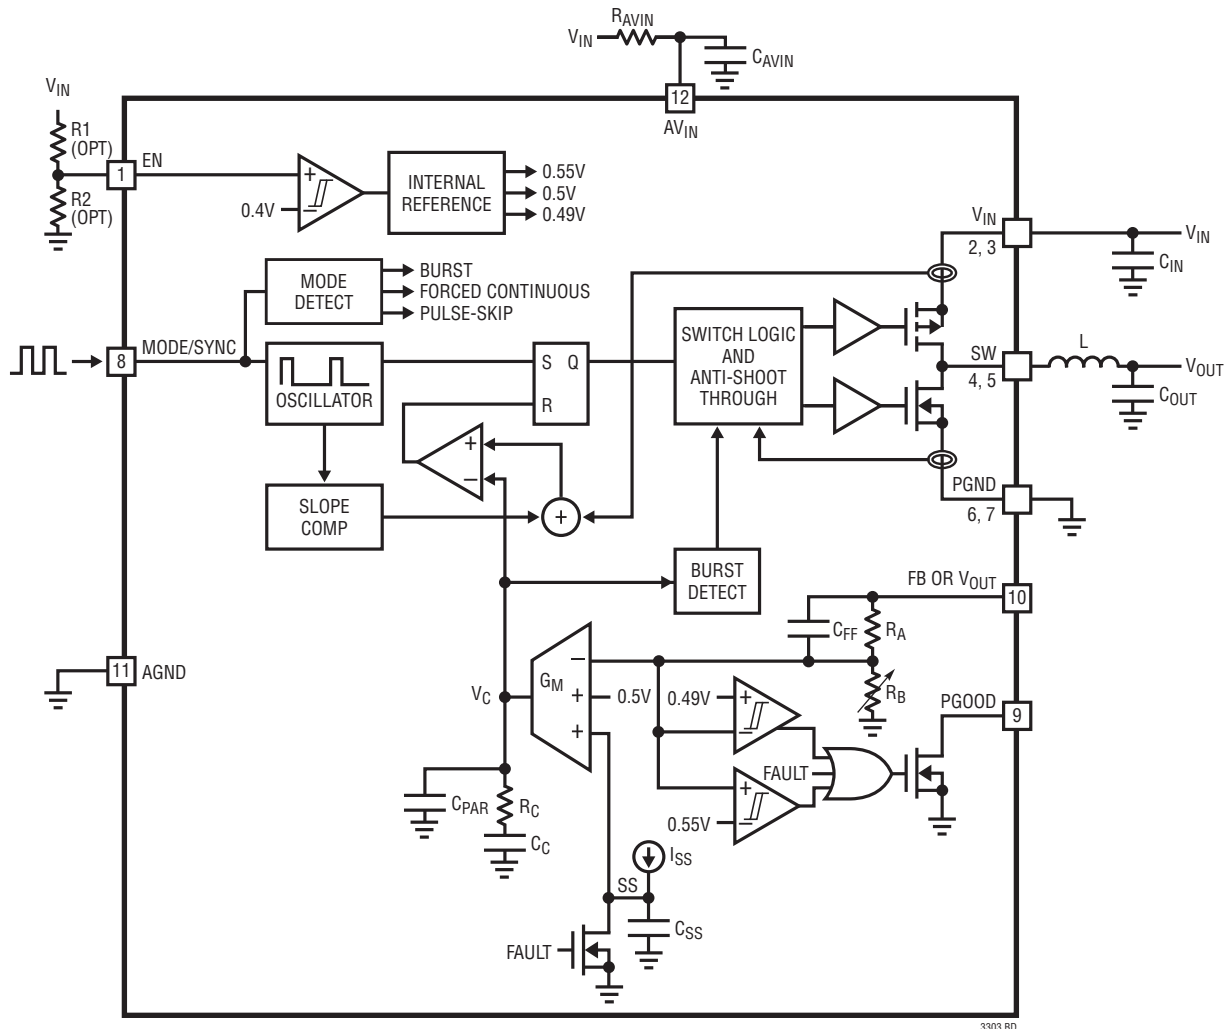 R_AVIN
V_IN
C_AVIN
12
AV_IN
V_IN
R1
(OPT)
1
EN
R2
(OPT)
+
–
0.4V
INTERNAL
REFERENCE
0.55V
0.5V
0.49V
V_IN
2, 3
V_IN
C_IN
MODE
DETECT
BURST
FORCED CONTINUOUS
PULSE-SKIP
8
MODE/SYNC
OSCILLATOR
S Q
R
SWITCH LOGIC
AND
ANTI-SHOOT
THROUGH
SW
4, 5
L
V_OUT
C_OUT
+
–
SLOPE
COMP
+
PGND
6, 7
BURST
DETECT
FB OR V_OUT
10
C_FF
R_A
11
AGND
V_C
G_M
–
+
+
0.5V
0.49V
+
–
R_B
PGOOD
9
FAULT
+
–
0.55V
C_PAR
R_C
C_C
I_SS
SS
C_SS
FAULT
3303 BD